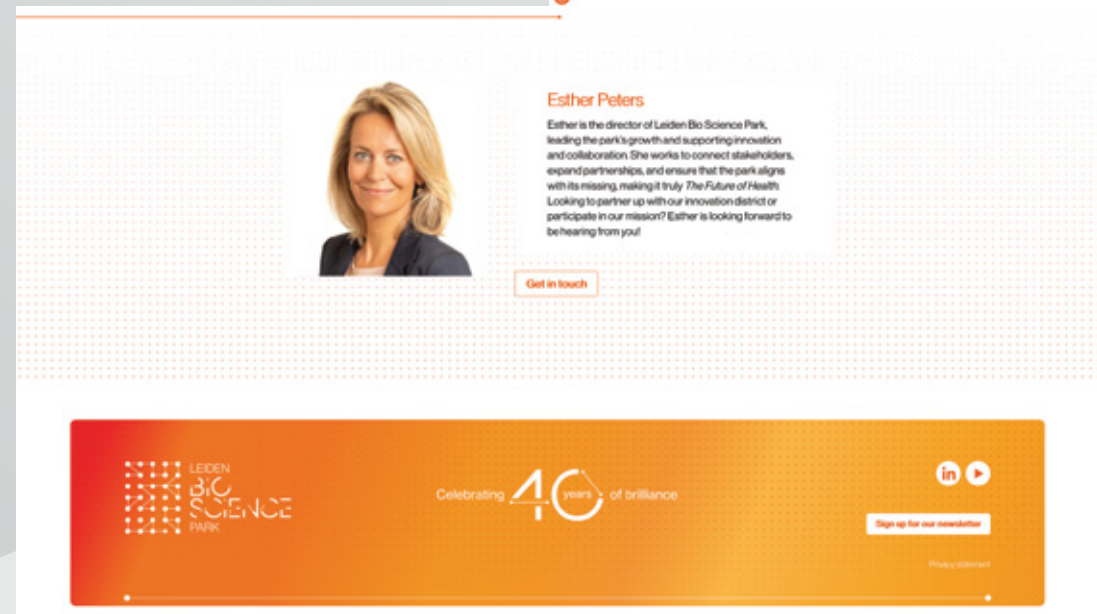 Esther Peters
Esther is the director of Leiden Bio Science Park,
leading the park's growth and supporting innovation
and collaboration. She works to connect stakeholders,
expand partnerships, and ensure that the park aligns
with its missing, making it truly The Future of Health.
Looking to partner up with our innovation district or
participate in our mission? Esther is looking forward to
be hearing from you!
Get in touch
LEIDEN
BIO
SCIENCE
PARK
Celebrating 40 years of brilliance
in
Sign up for our newsletter
Privacy statement